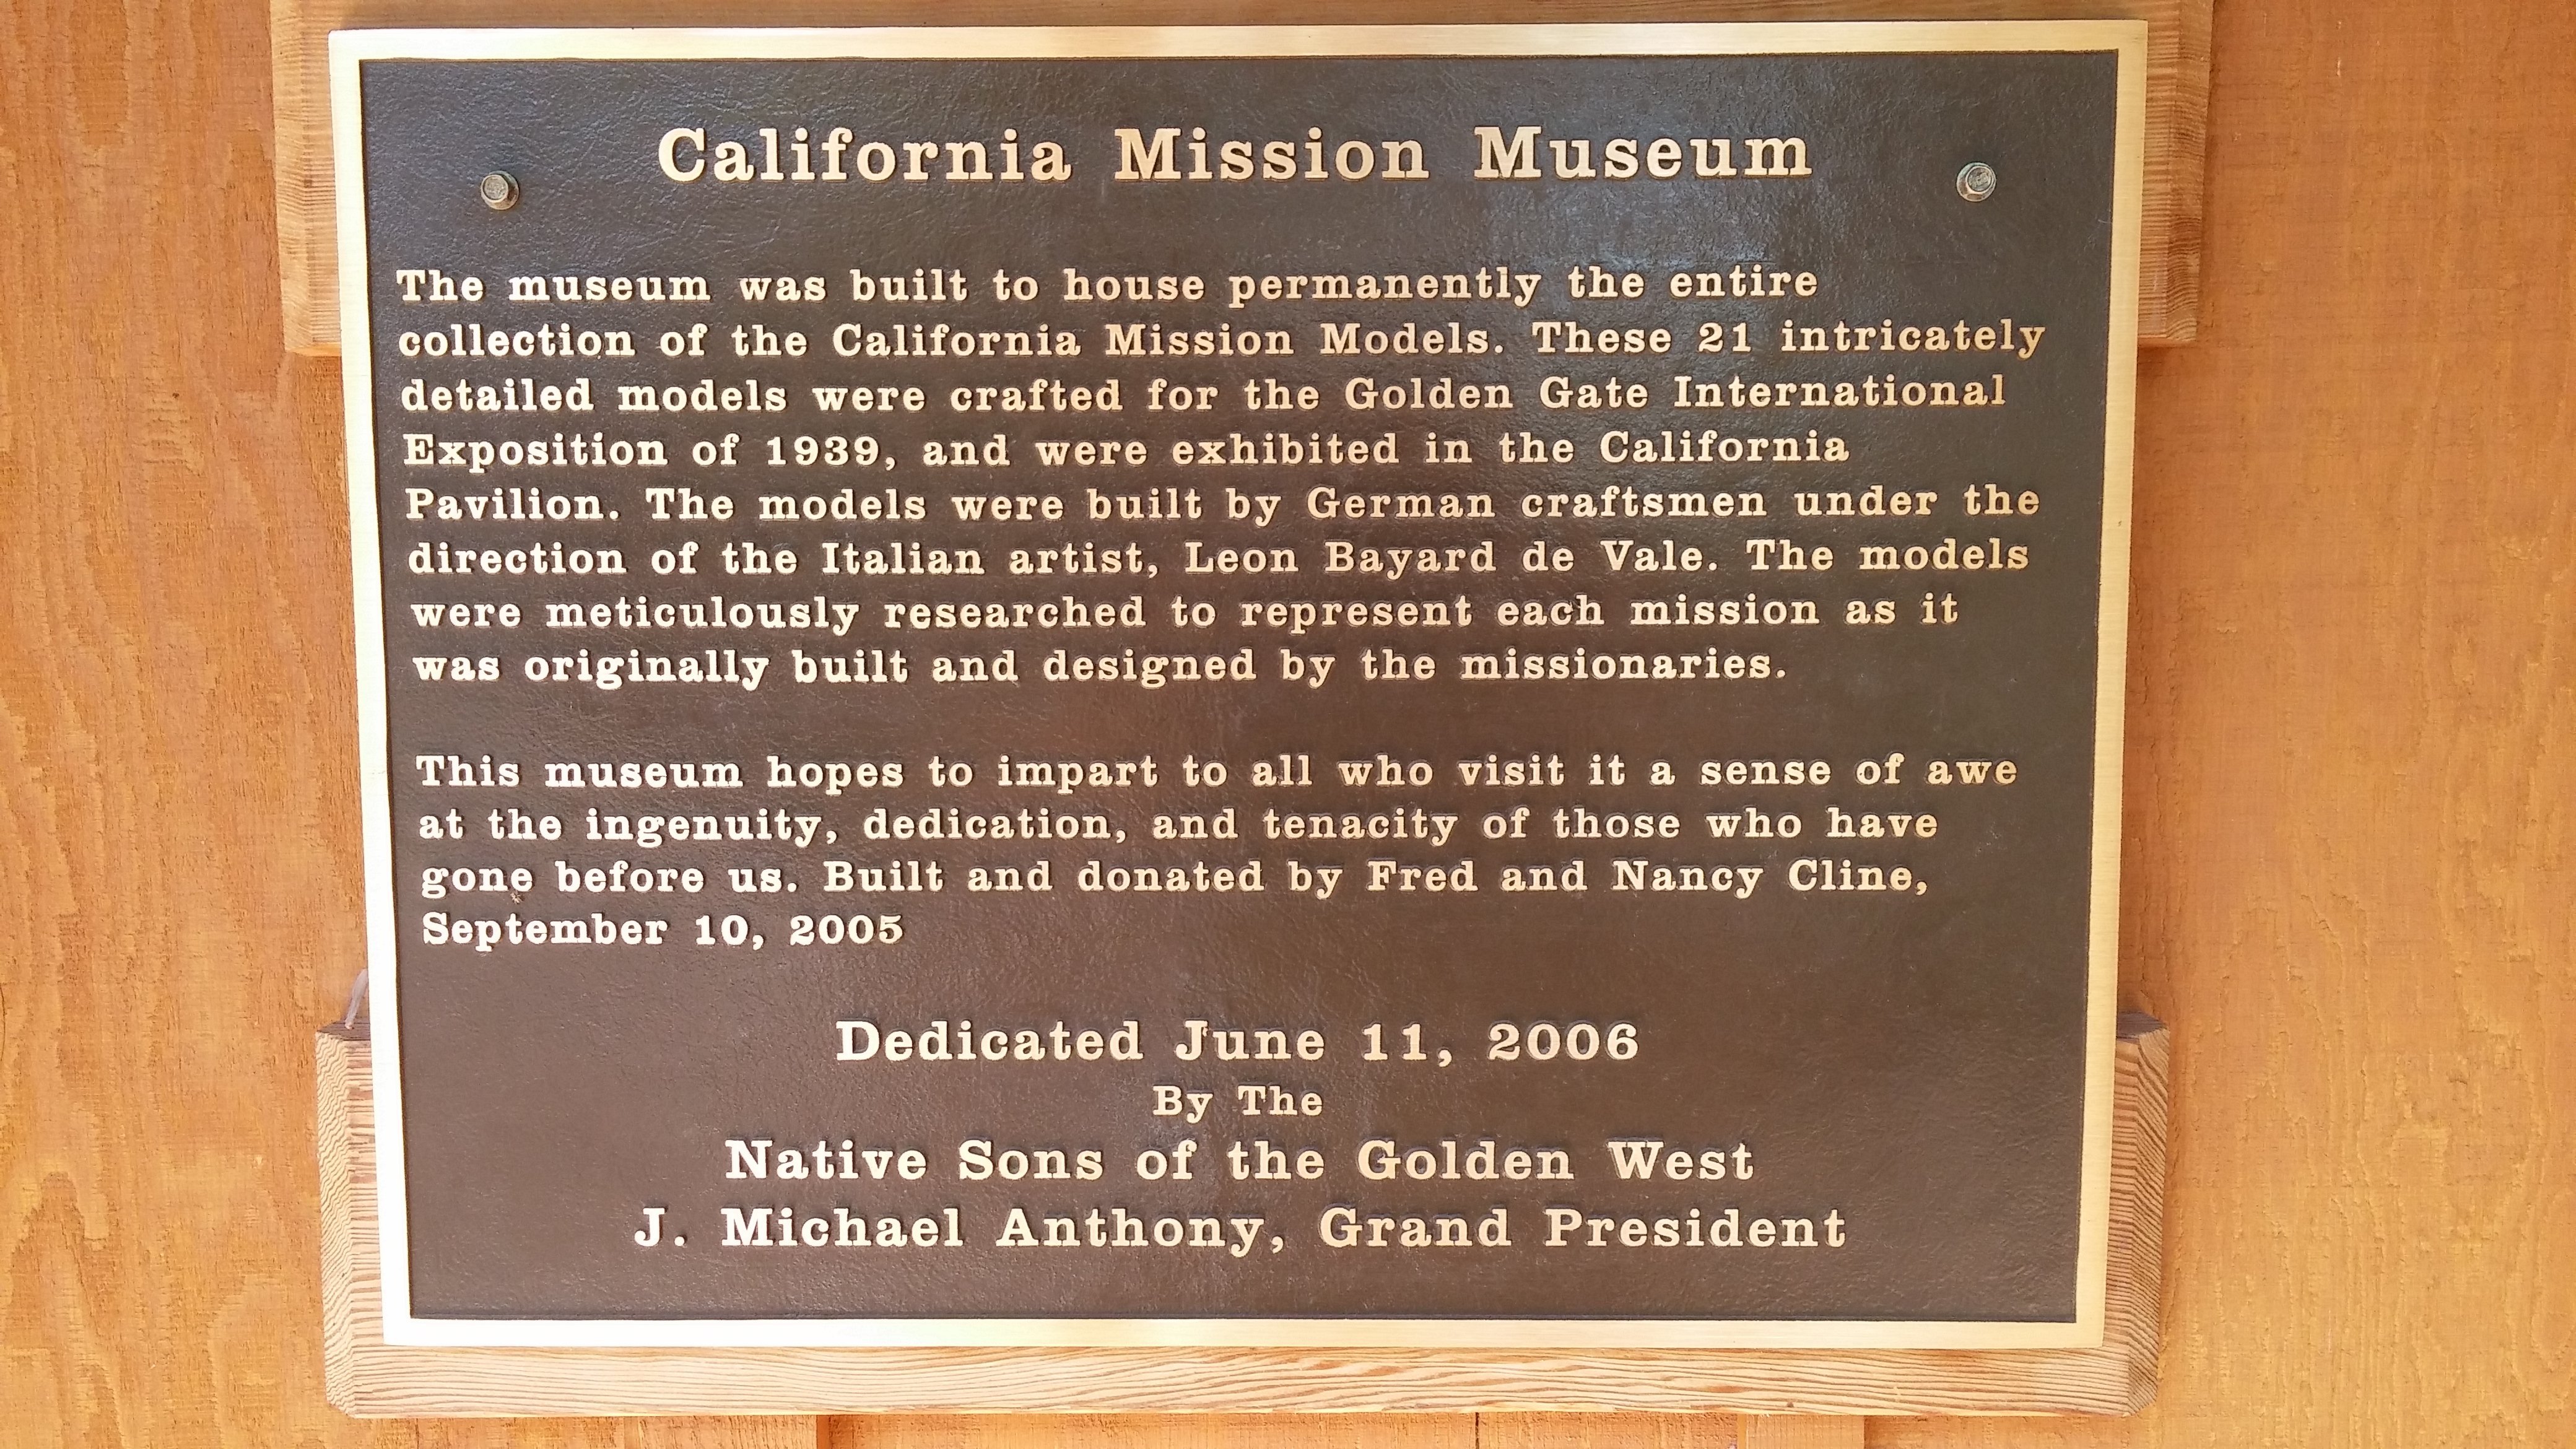 California Mission Museum
The museum was built to house permanently the entire
collection of the California Mission Models. These 21 intricately
detailed models were crafted for the Golden Gate International
Exposition of 1939, and were exhibited in the California
Pavilion. The models were built by German craftsmen under the
direction of the Italian artist, Leon Bayard de Vale. The models
were meticulously researched to represent each mission as it
was originally built and designed by the missionaries.
This museum hopes to impart to all who visit it a sense of awe
at the ingenuity, dedication, and tenacity of those who have
gone before us. Built and donated by Fred and Nancy Cline,
September 10, 2005
Dedicated June 11, 2006
By The
Native Sons of the Golden West
J. Michael Anthony, Grand President